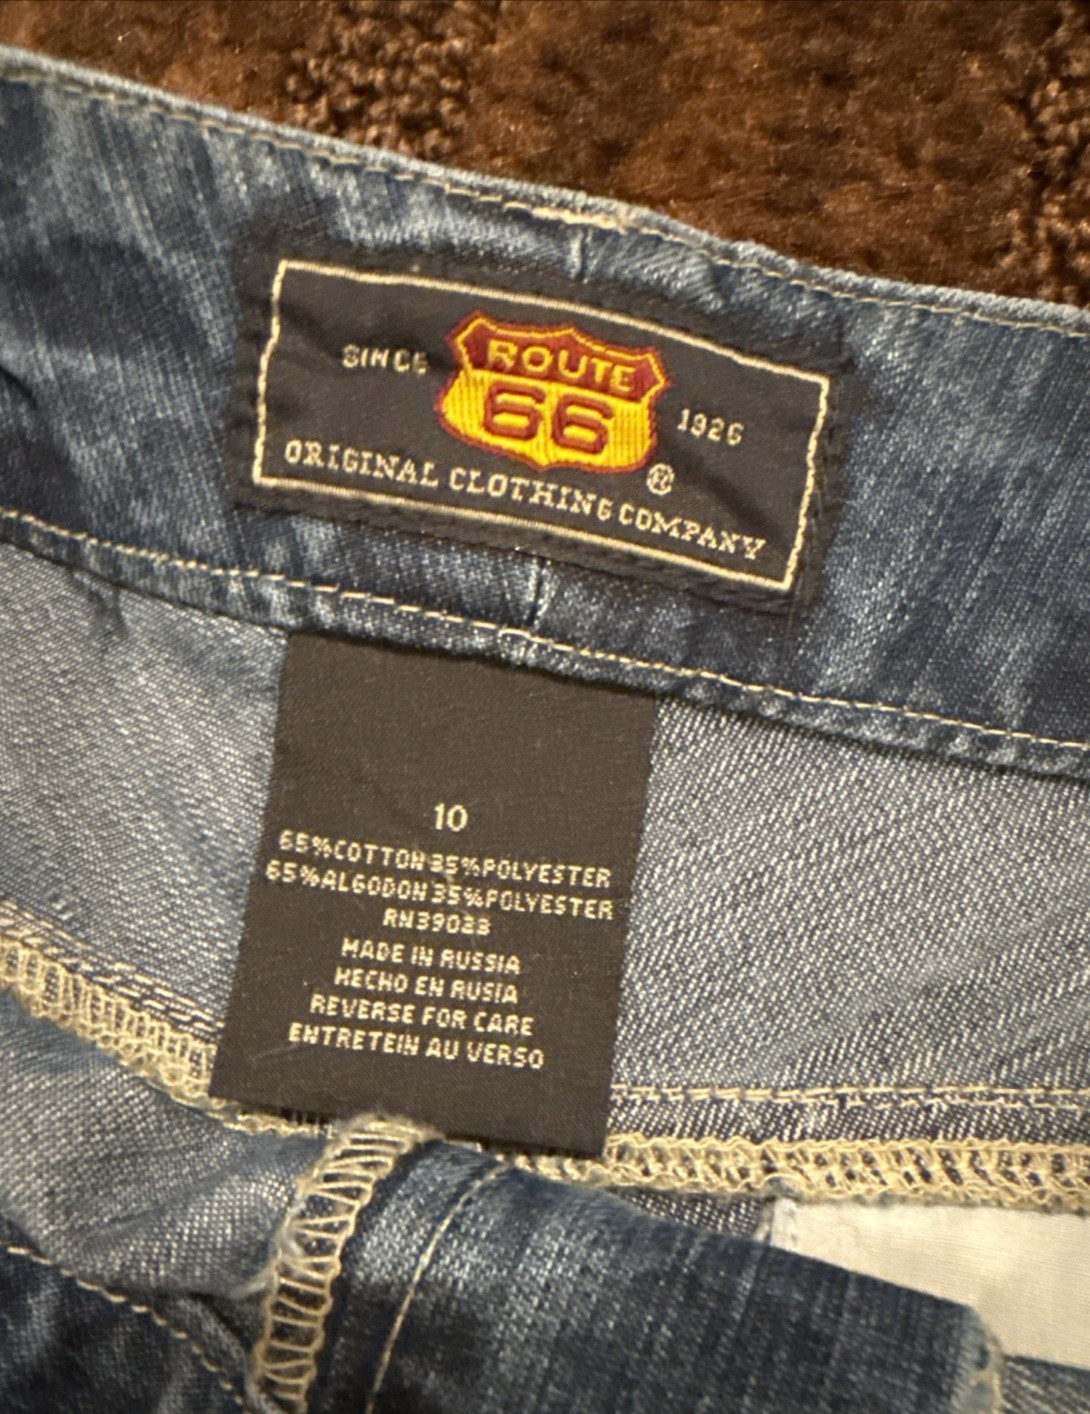 ROUTE
66
SINCE 1926
®
ORIGINAL CLOTHING COMPANY
10
65%COTTON 35%POLYESTER
65%ALGODON 35%POLYESTER
RN39023
MADE IN RUSSIA
HECHO EN RUSIA
REVERSE FOR CARE
ENTRETEIN AU VERSO